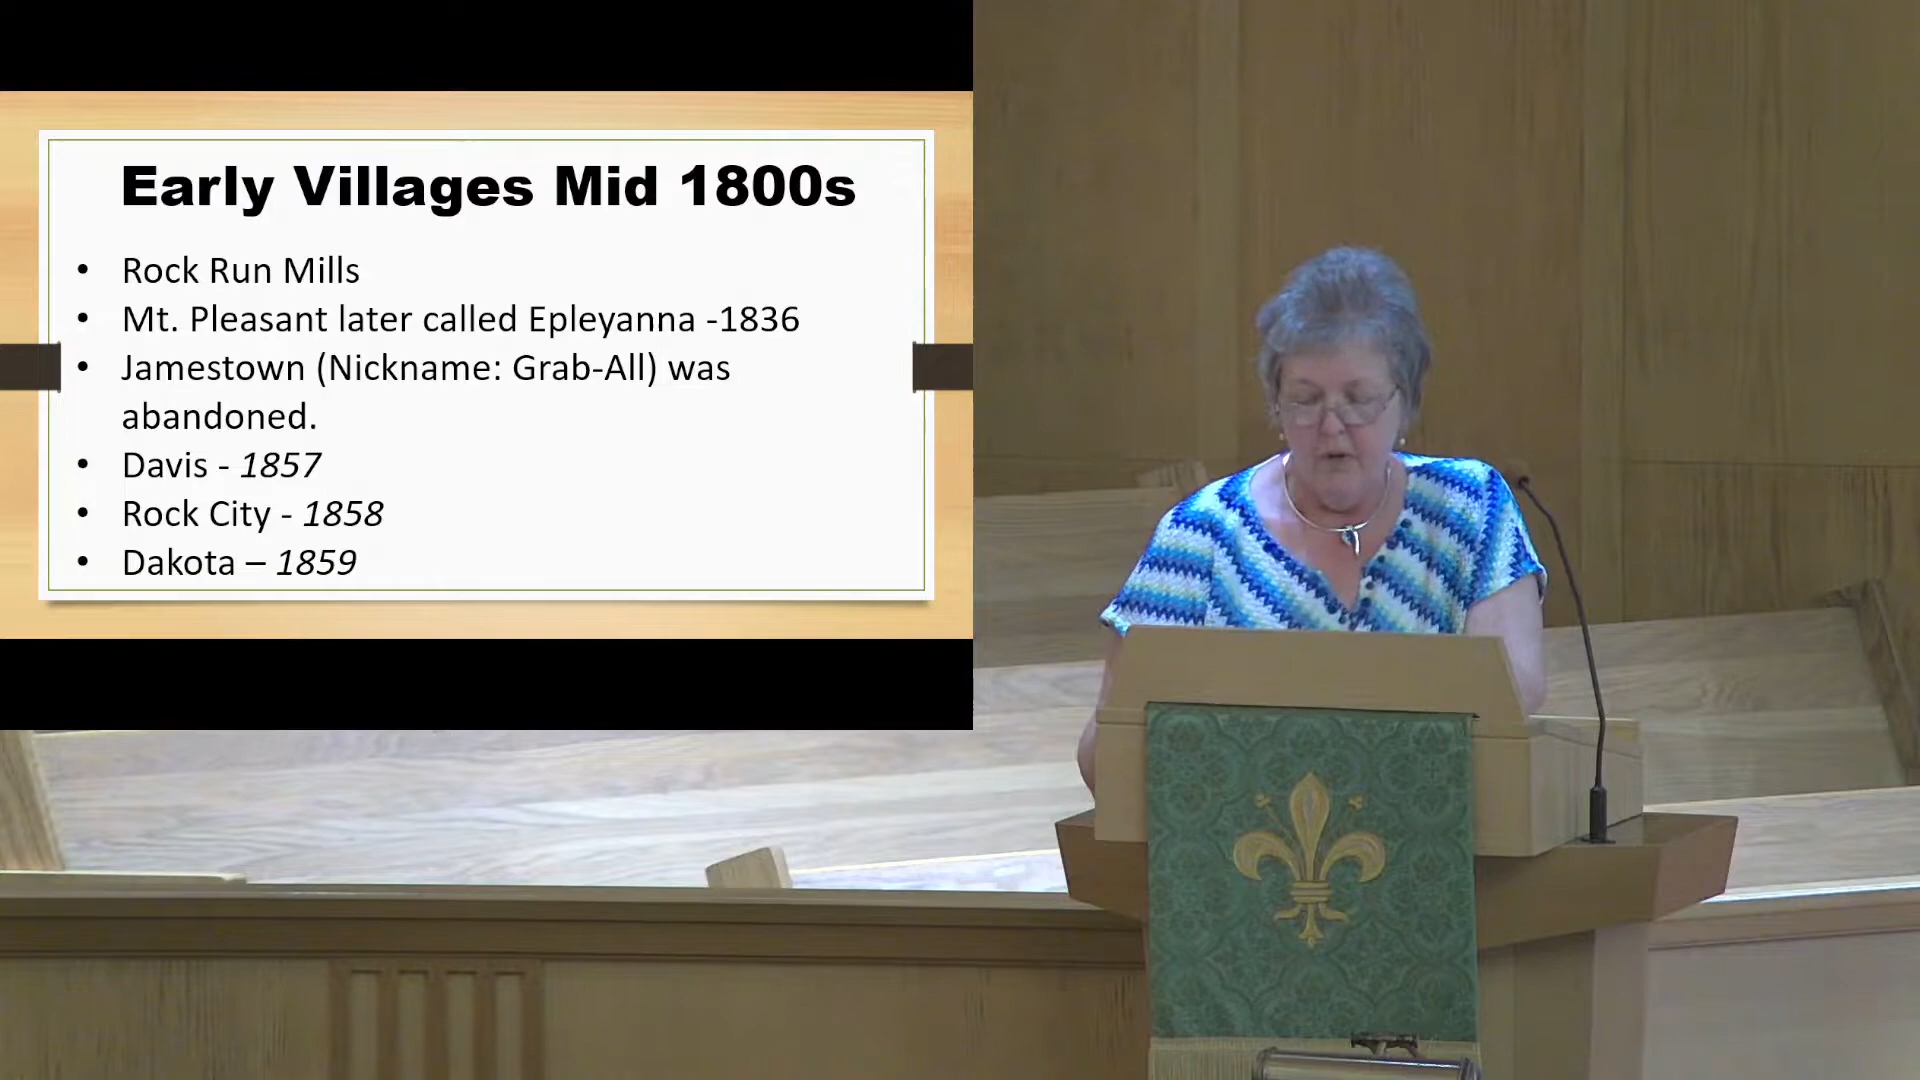 Early Villages Mid 1800s
• Rock Run Mills
• Mt. Pleasant later called Epleyanna -1836
• Jamestown (Nickname: Grab-All) was
abandoned.
• Davis - 1857
• Rock City - 1858
• Dakota – 1859